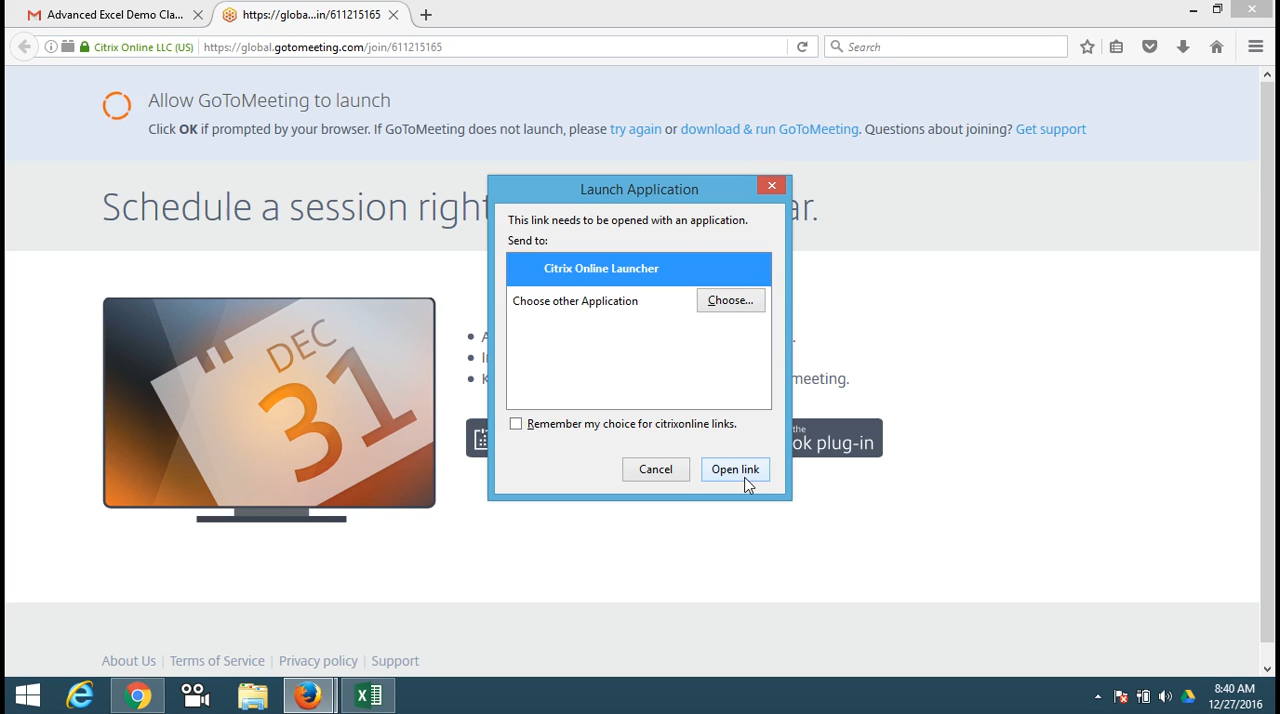 Advanced Excel Demo Cla...
https://globa...in/611215165
Citrix Online LLC (US)
https://global.gotomeeting.com/join/611215165
Search
Allow GoToMeeting to launch
Click OK if prompted by your browser. If GoToMeeting does not launch, please try again or download & run GoToMeeting. Questions about joining? Get support
Schedule a session right
ar.
Launch Application
This link needs to be opened with an application.
Send to:
Citrix Online Launcher
Choose other Application
Choose...
Remember my choice for citrixonline links.
Cancel
Open link
DEC
31
meeting.
the
ok plug-in
About Us
Terms of Service
Privacy policy
Support
8:40 AM
12/27/2016